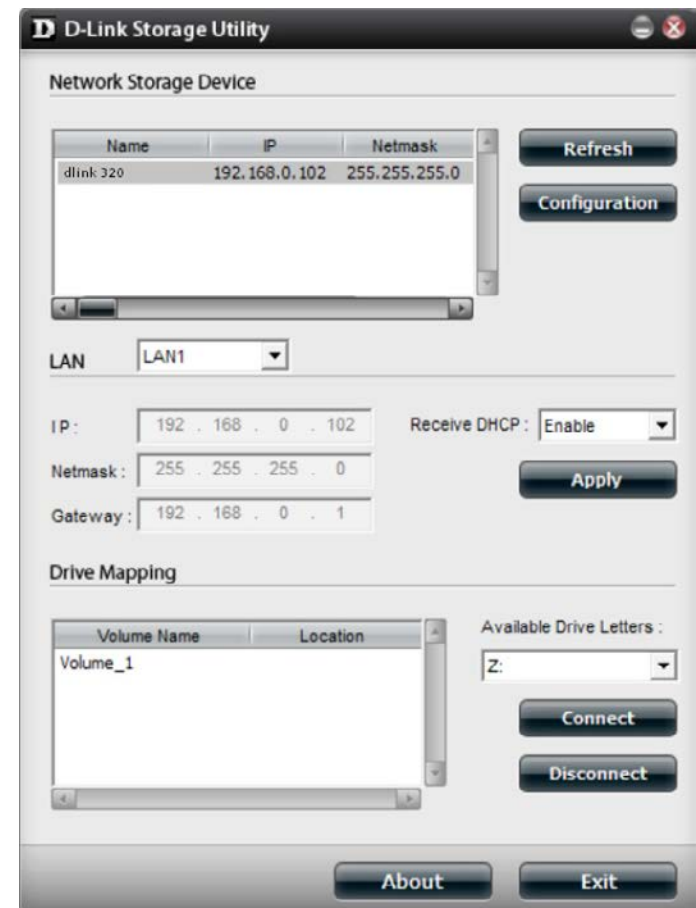 D D-Link Storage Utility
Network Storage Device
Name IP Netmask
dlink 320 192.168.0.102 255.255.255.0
Refresh
Configuration
LAN LAN1
IP: 192 . 168 . 0 . 102 Receive DHCP : Enable
Netmask : 255 . 255 . 255 . 0
Apply
Gateway : 192 . 168 . 0 . 1
Drive Mapping
Volume Name Location
Volume_1
Available Drive Letters :
Z:
Connect
Disconnect
About Exit